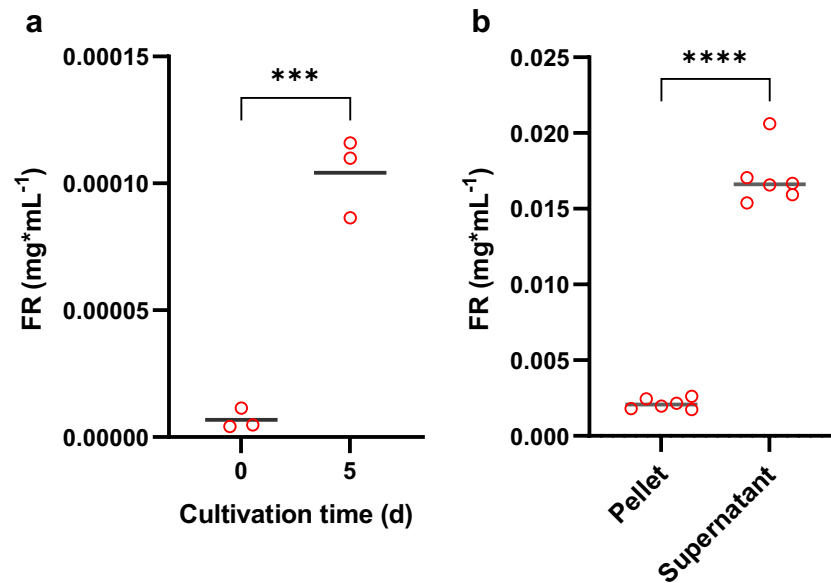 a
0.00015
0.00010
0.00005
0.00000
FR (mg*mL⁻¹)
***
0
5
Cultivation time (d)
b
0.025
0.020
0.015
0.010
0.005
0.000
FR (mg*mL⁻¹)
****
Pellet
Supernatant